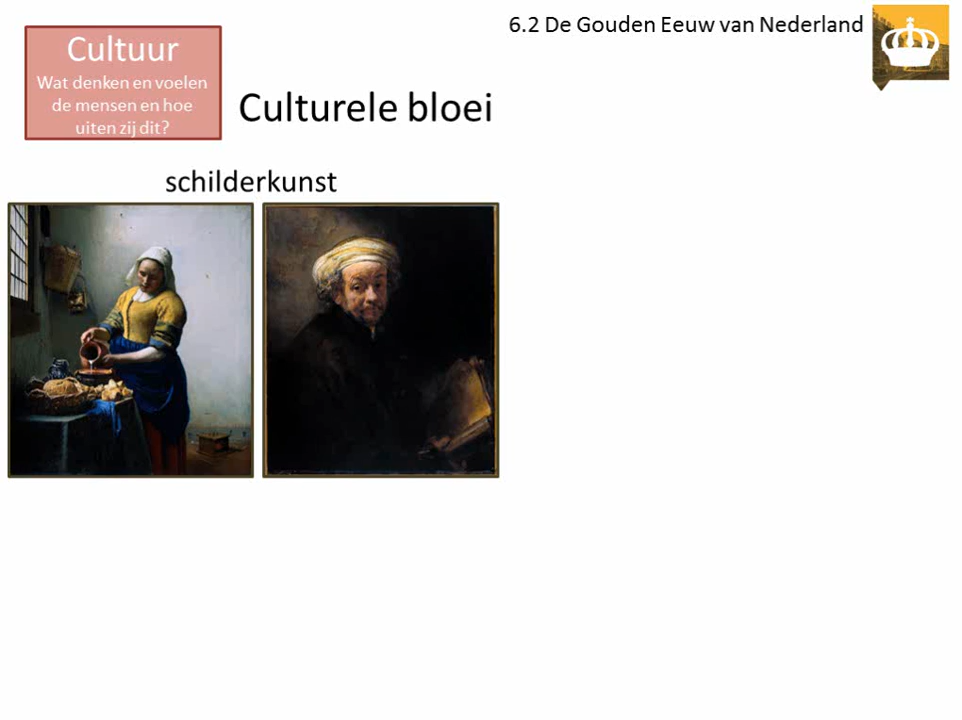 6.2 De Gouden Eeuw van Nederland
Cultuur
Wat denken en voelen
de mensen en hoe
uiten zij dit?
Culturele bloei
schilderkunst